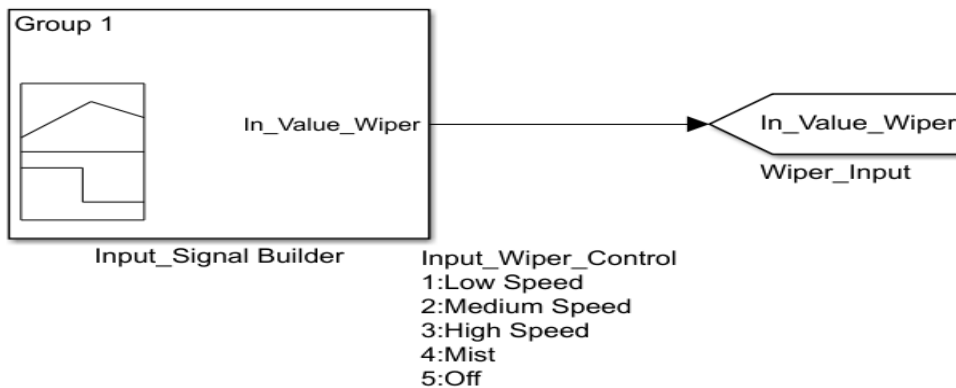 Group 1
In_Value_Wiper
In_Value_Wiper
Wiper_Input
Input_Signal Builder
Input_Wiper_Control
1:Low Speed
2:Medium Speed
3:High Speed
4:Mist
5:Off